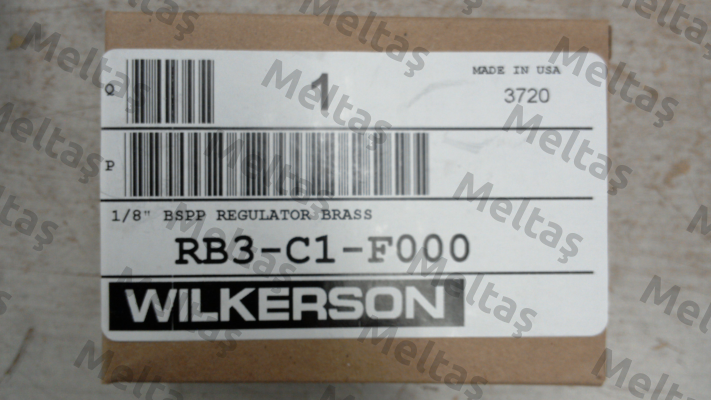 Q
1
MADE IN USA
3720
P
1/8" BSPP REGULATOR BRASS
RB3-C1-F000
WILKERSON
Meltaş